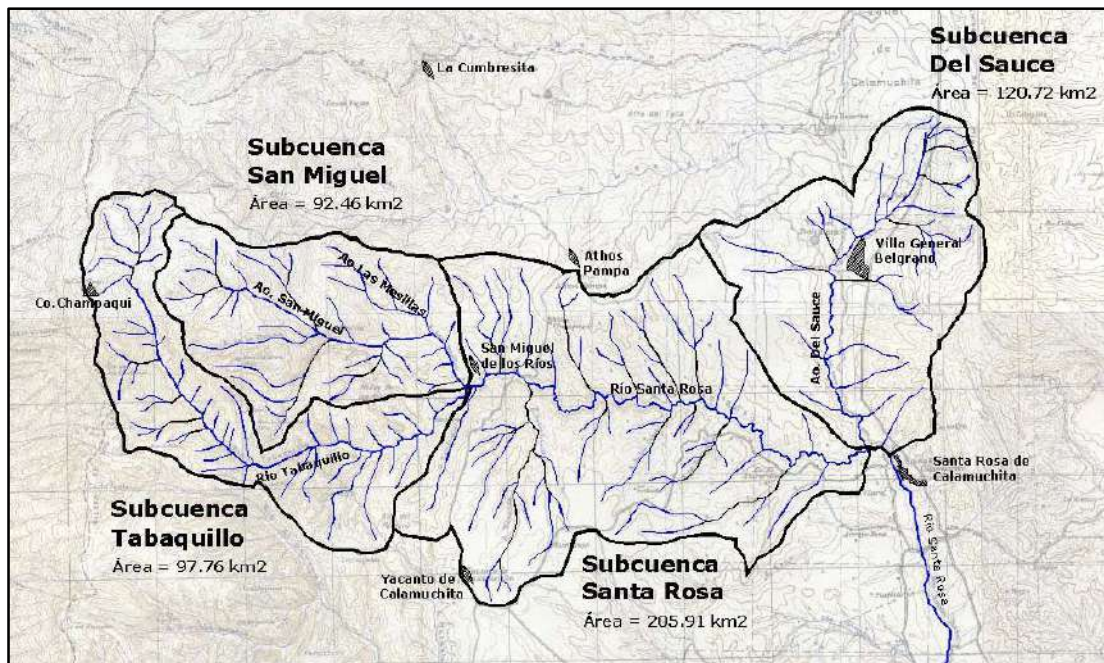 Subcuenca
Del Sauce
Área = 120.72 km2
La Cumbresita
Calamuchita
Subcuenca
San Miguel
Área = 92.46 km2
Athos
Pampa
Villa General
Belgrano
Ao. Las Mesillas
Co. Champaqui
Ao. San Miguel
Ao. Del Sauce
San Miguel
de los Ríos
Río Santa Rosa
Río Tabaquillo
Santa Rosa de
Calamuchita
Subcuenca
Tabaquillo
Área = 97.76 km2
Río Santa Rosa
Yacanto de
Calamuchita
Subcuenca
Santa Rosa
Área = 205.91 km2